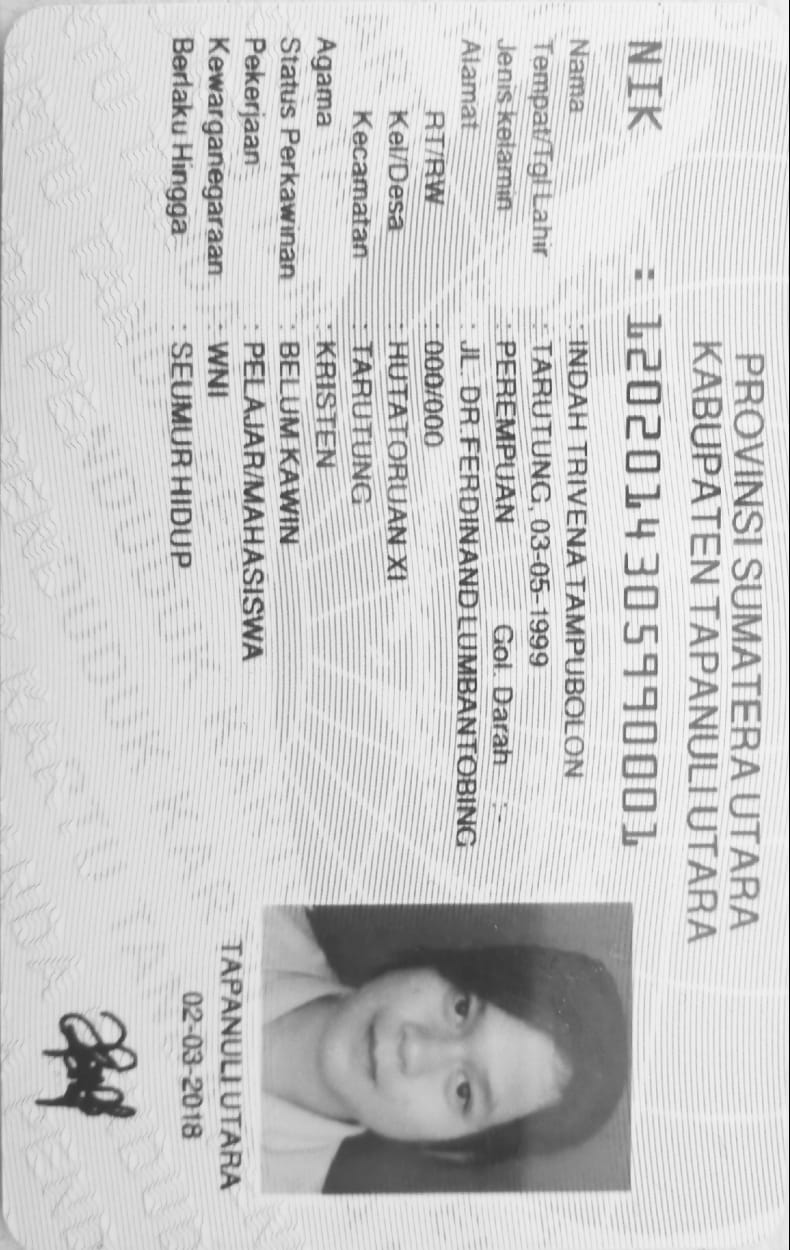 PROVINSI SUMATERA UTARA
KABUPATEN TAPANULI UTARA
NIK : 1202014305990001
Nama : INDAH TRIVENA TAMPUBOLON
Tempat/Tgl Lahir : TARUTUNG, 03-05-1999
Jenis kelamin : PEREMPUAN Gol. Darah :-
Alamat : JL. DR.FERDINAND LUMBANTOBING
RT/RW : 000/000
Kel/Desa : HUTATORUAN XI
Kecamatan : TARUTUNG
Agama : KRISTEN
Status Perkawinan : BELUM KAWIN
Pekerjaan : PELAJAR/MAHASISWA
Kewarganegaraan : WNI
Berlaku Hingga : SEUMUR HIDUP
TAPANULI UTARA
02-03-2018